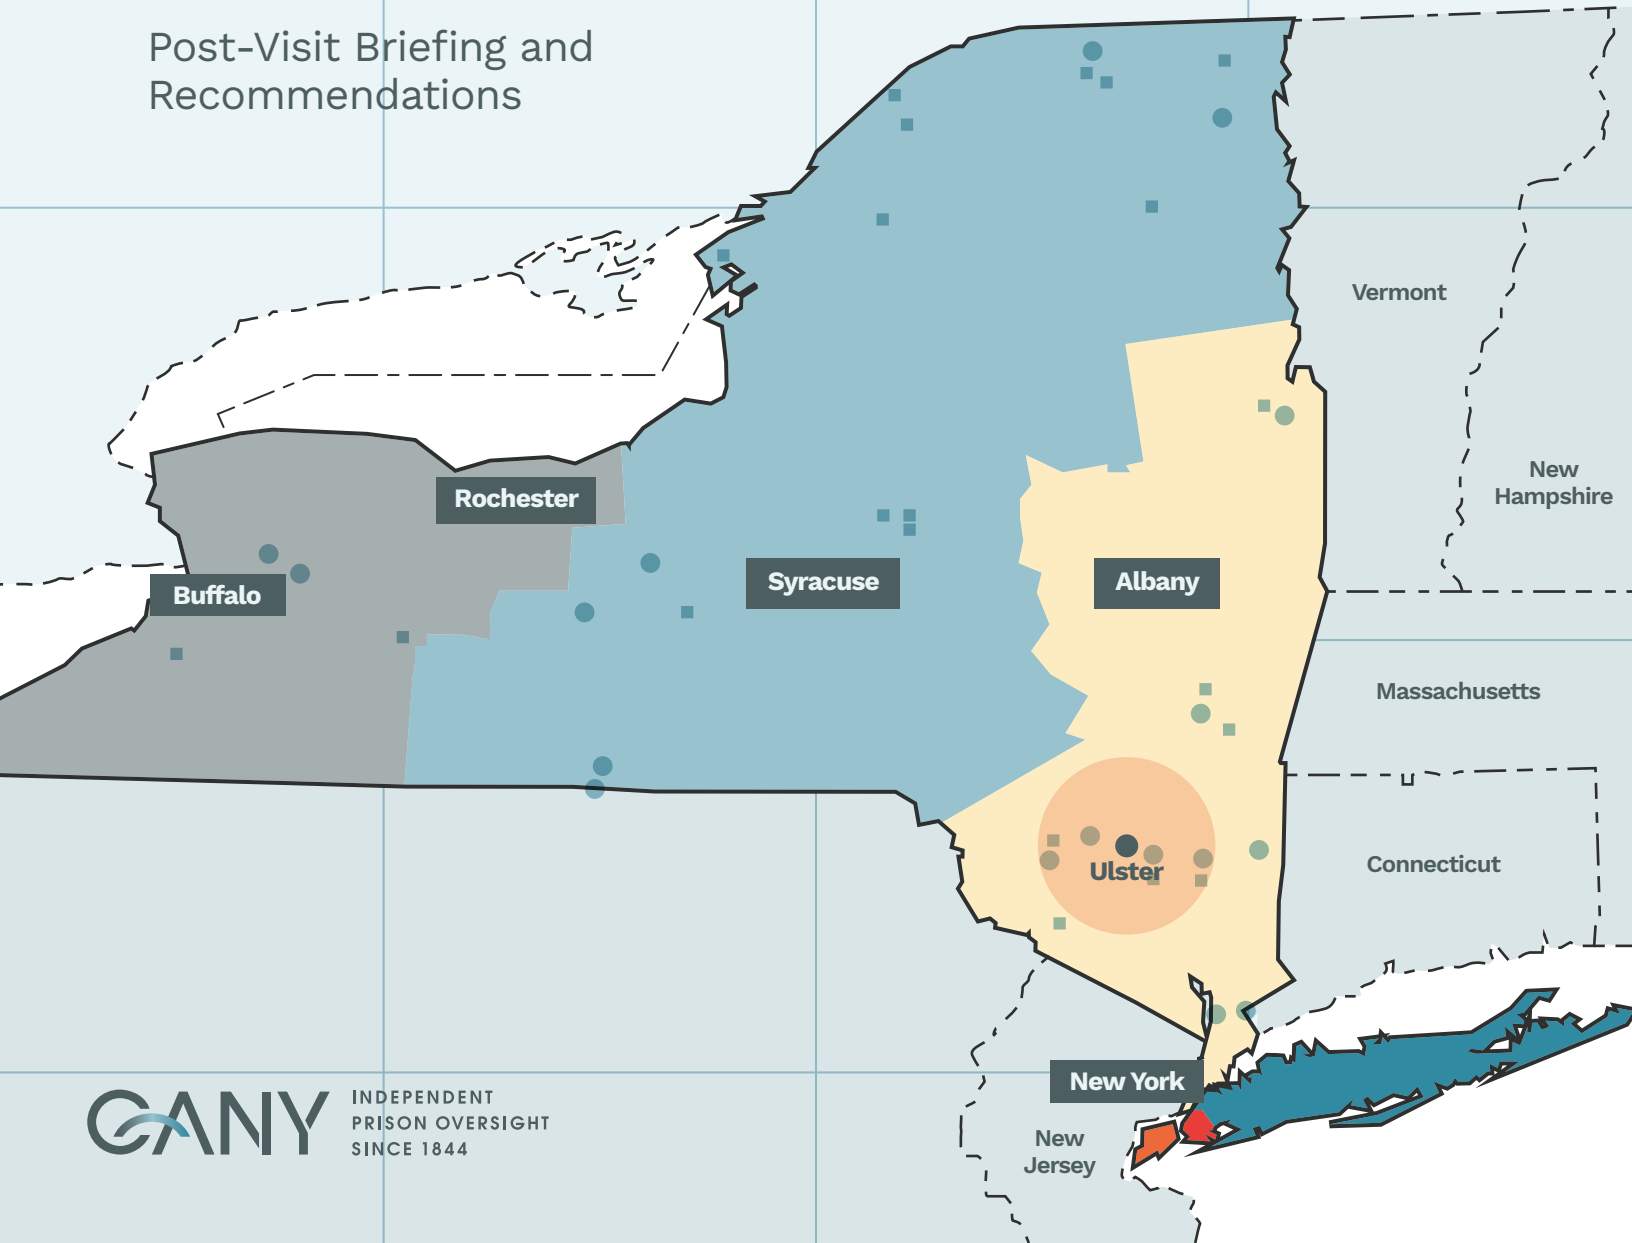 Post-Visit Briefing and
Recommendations
Vermont
New
Hampshire
Rochester
Buffalo
Syracuse
Albany
Massachusetts
Connecticut
Ulster
New York
New
Jersey
CANY
INDEPENDENT
PRISON OVERSIGHT
SINCE 1844